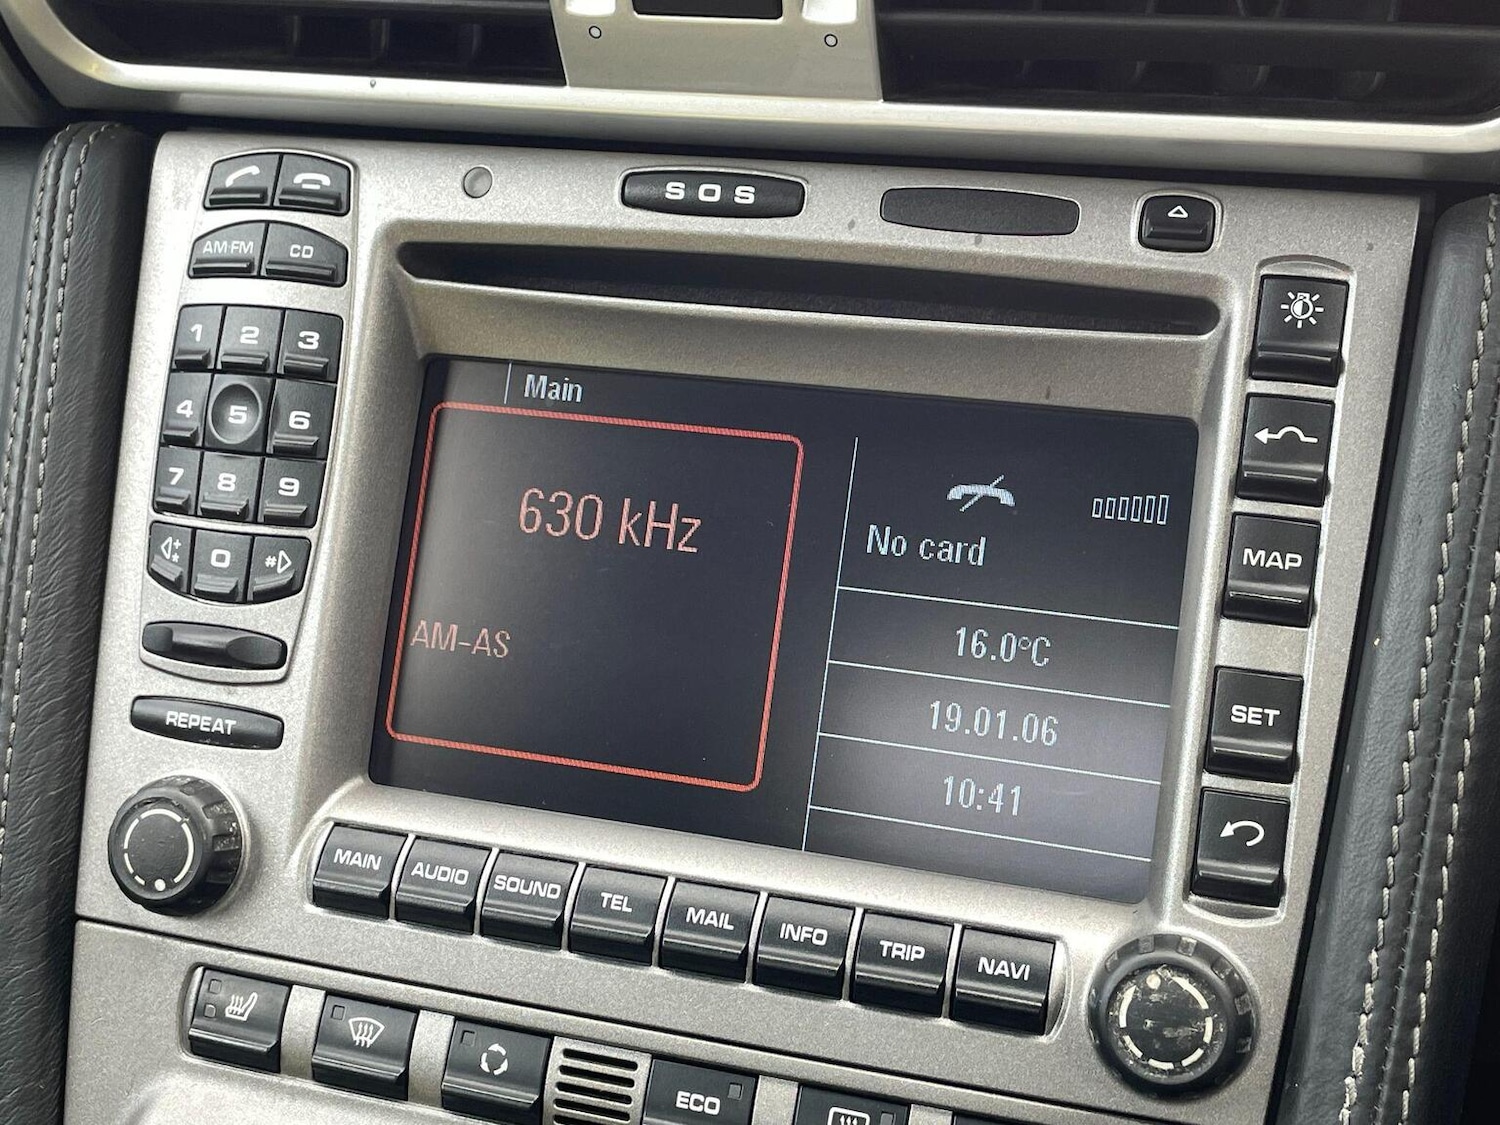 SOS
AM·FM
CD
1
2
3
4
5
6
7
8
9
+
*
0
#
REPEAT
Main
630 kHz
AM-AS
No card
16.0°C
19.01.06
10:41
MAP
SET
MAIN
AUDIO
SOUND
TEL
MAIL
INFO
TRIP
NAVI
ECO